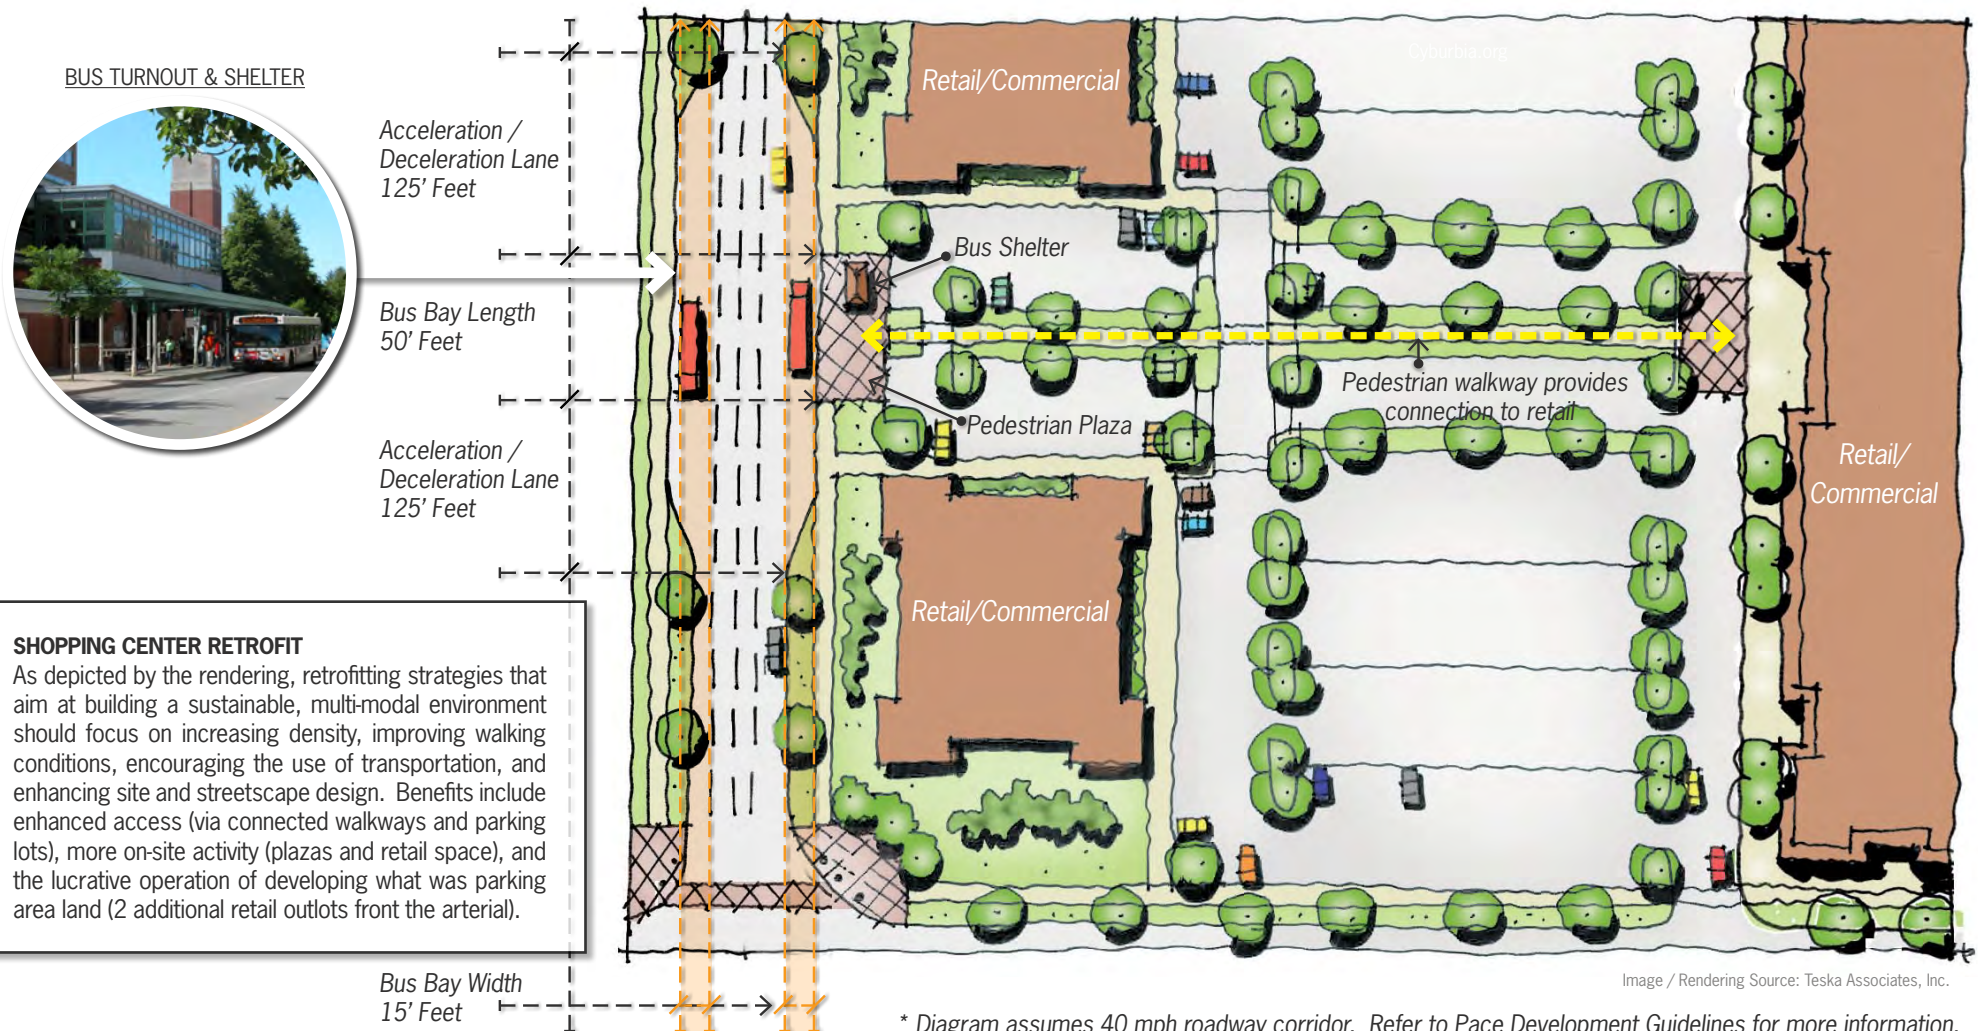 BUS TURNOUT & SHELTER
Acceleration /
Deceleration Lane
125' Feet
Bus Bay Length
50' Feet
Acceleration /
Deceleration Lane
125' Feet
Cyburbia.org
Retail/Commercial
Bus Shelter
Pedestrian Plaza
Pedestrian walkway provides
connection to retail
Retail/
Commercial
Retail/Commercial
SHOPPING CENTER RETROFIT
As depicted by the rendering, retrofitting strategies that
aim at building a sustainable, multi-modal environment
should focus on increasing density, improving walking
conditions, encouraging the use of transportation, and
enhancing site and streetscape design. Benefits include
enhanced access (via connected walkways and parking
lots), more on-site activity (plazas and retail space), and
the lucrative operation of developing what was parking
area land (2 additional retail outlots front the arterial).
Bus Bay Width
15' Feet
Image / Rendering Source: Teska Associates, Inc.
* Diagram assumes 40 mph roadway corridor. Refer to Pace Development Guidelines for more information.